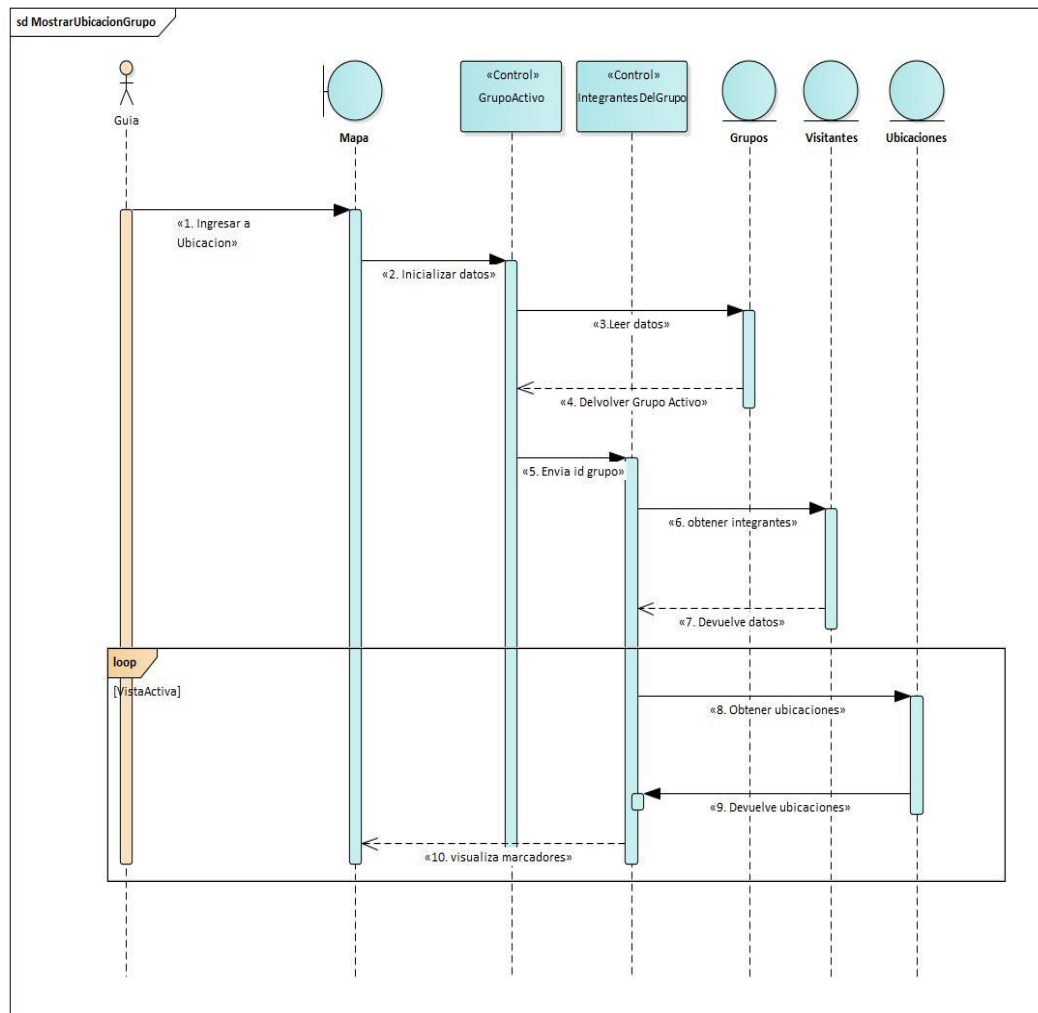 sd MostrarUbicacionGrupo
Guia
Mapa
«Control»
GrupoActivo
«Control»
IntegrantesDelGrupo
Grupos
Visitantes
Ubicaciones
«1. Ingresar a
Ubicacion»
«2. Inicializar datos»
«3.Leer datos»
«4. Delvolver Grupo Activo»
«5. Envia id grupo»
«6. obtener integrantes»
«7. Devuelve datos»
loop
[VistaActiva]
«8. Obtener ubicaciones»
«9. Devuelve ubicaciones»
«10. visualiza marcadores»